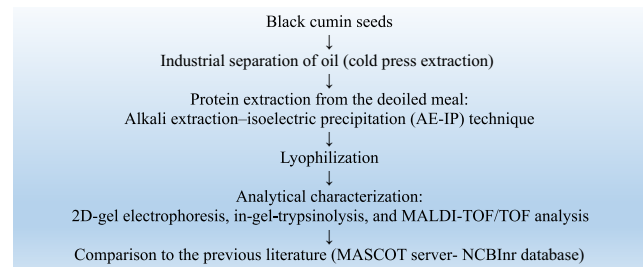 Black cumin seeds
↓
Industrial separation of oil (cold press extraction)
↓
Protein extraction from the deoiled meal:
Alkali extraction–isoelectric precipitation (AE-IP) technique
↓
Lyophilization
↓
Analytical characterization:
2D-gel electrophoresis, in-gel-trypsinolysis, and MALDI-TOF/TOF analysis
↓
Comparison to the previous literature (MASCOT server- NCBInr database)